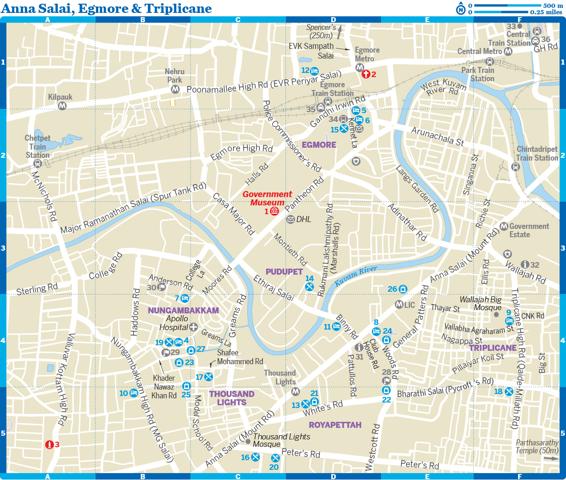 Anna Salai, Egmore & Triplicane
0 500 m
0 0.25 miles
A B C D E F
1
2
3
4
5
Spencer's
(250m)
EVK Sampath
Salai
Egmore
Metro
33
Central
Train Station
Central Metro
36
GH Rd
Park Train
Station
12
2
Nehru
Park
Poonamallee High Rd (EVR Periyar Salai)
Kilpauk
Egmore
Train Station
35
Gandhi Irwin Rd
5
34
6
15
Kennet La
West Kuvam
River Rd
Police Commissioner's Rd
EGMORE
Arunachala St
Chetpet
Train
Station
McNichols Rd
Egmore High Rd
Halls Rd
Pantheon Rd
Langs Garden Rd
Singanna St
Chintadripet
Train Station
Major Ramanathan Salai (Spur Tank Rd)
Casa Major Rd
Government
Museum
1
DHL
Adinathar Rd
Richie St
Government
Estate
Montieth Rd
Rukmani Lakshmipathy Rd
(Marshalls Rd)
Anna Salai (Mount Rd)
Ellis Rd
32
Wallajah Rd
College Rd
College
La
Moores Rd
PUDUPET
Kuvam River
Sterling Rd
Anderson Rd
30
7
Ethiraj Salai
14
26
LIC
Haddows Rd
NUNGAMBAKKAM
Apollo
Hospital
Greams Rd
Greams La
11
Binny Rd
8
24
Club
House Rd
Woods Rd
General Patters Rd
Thayar St
Wallajah Big
Mosque
9
CNK Rd
Vallabha Agraharam St
Nagappa St
TRIPLICANE
Pillaiyar Koil St
Triplicane High Rd (Qaide-Millath Rd)
Big St
19
4
27
29
23
Shafee
Mohammed Rd
31
Pattullos Rd
Valluvar Kottam Rd
Nungambakkam High Rd (MG Salai)
Khader
Nawaz
Khan Rd
25
10
17
Thousand
Lights
28
22
Bharathi Salai (Pycroft's Rd)
18
THOUSAND
LIGHTS
13
21
White's Rd
ROYAPETTAH
Model School Rd
3
Anna Salai (Mount Rd)
Thousand Lights
Mosque
16
20
Peter's Rd
Westcott Rd
Peter's Rd
Parthasarathy
Temple (50m)
A B C D E F